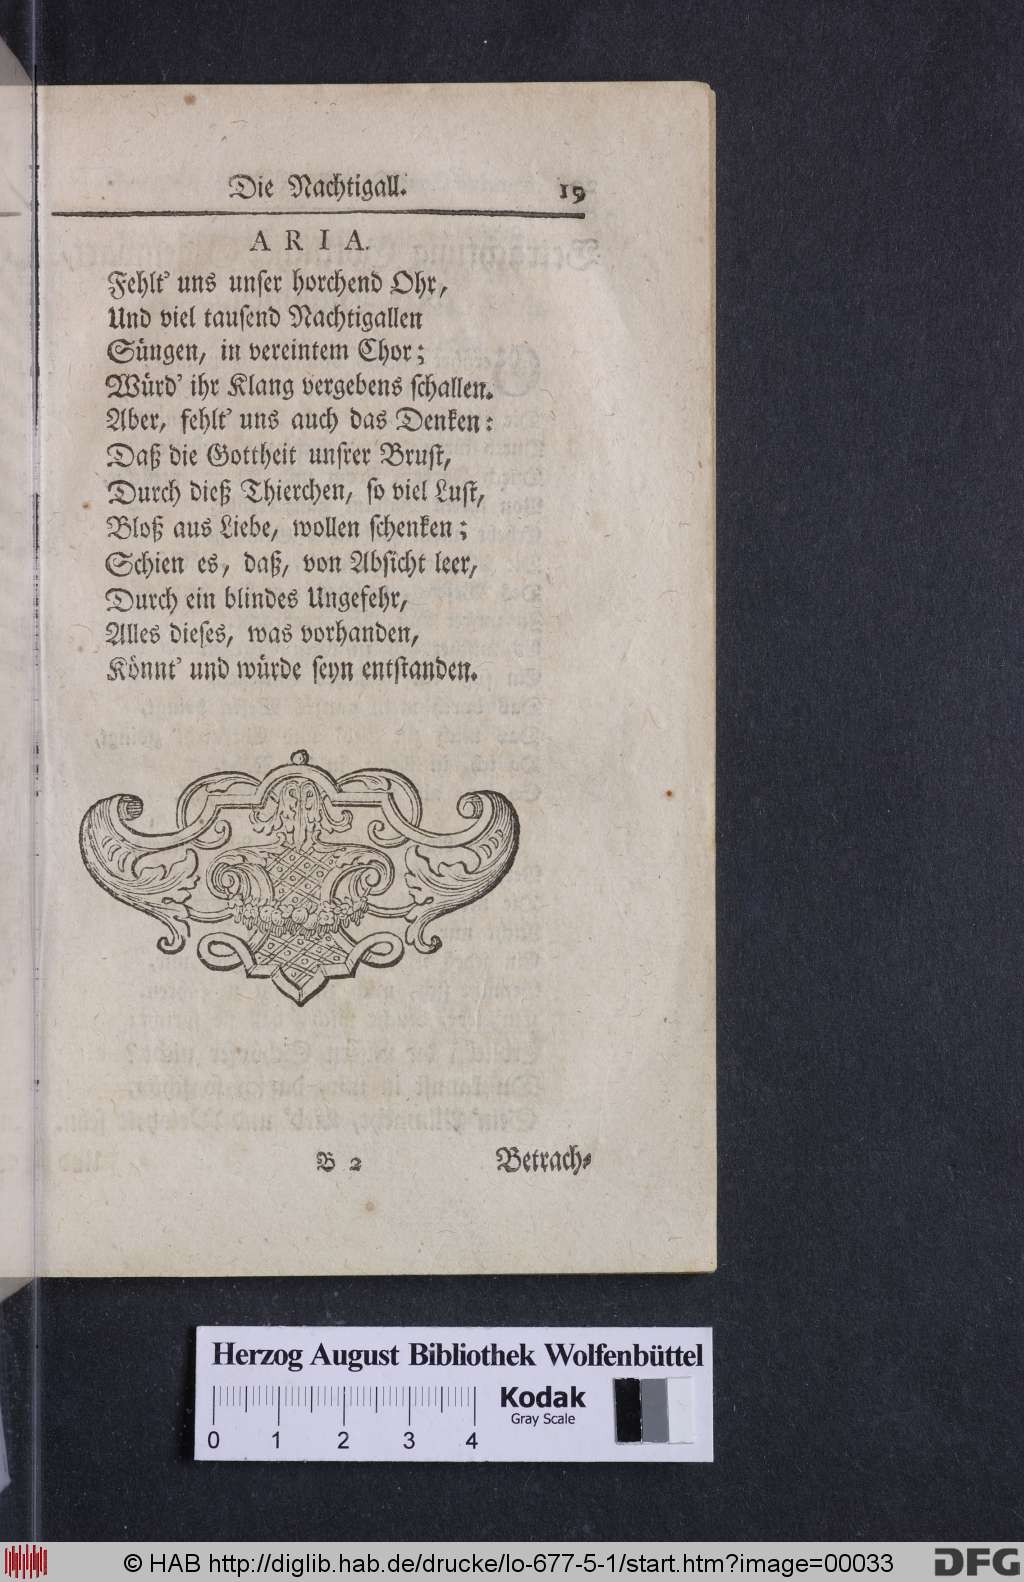 Die Nachtigall. 19
ARIA.
Fehlt' uns unser horchend Ohr,
Und viel tausend Nachtigallen
Süngen, in vereintem Chor;
Würd' ihr Klang vergebens schallen.
Aber, fehlt' uns auch das Denken:
Daß die Gottheit unsrer Brust,
Durch dieß Thierchen, so viel Lust,
Bloß aus Liebe, wollen schenken;
Schien es, daß, von Absicht leer,
Durch ein blindes Ungefehr,
Alles dieses, was vorhanden,
Könnt' und würde seyn entstanden.
B 2 Betrach-
Herzog August Bibliothek Wolfenbüttel
Kodak
Gray Scale
0 1 2 3 4
© HAB http://diglib.hab.de/drucke/lo-677-5-1/start.htm?image=00033
DFG